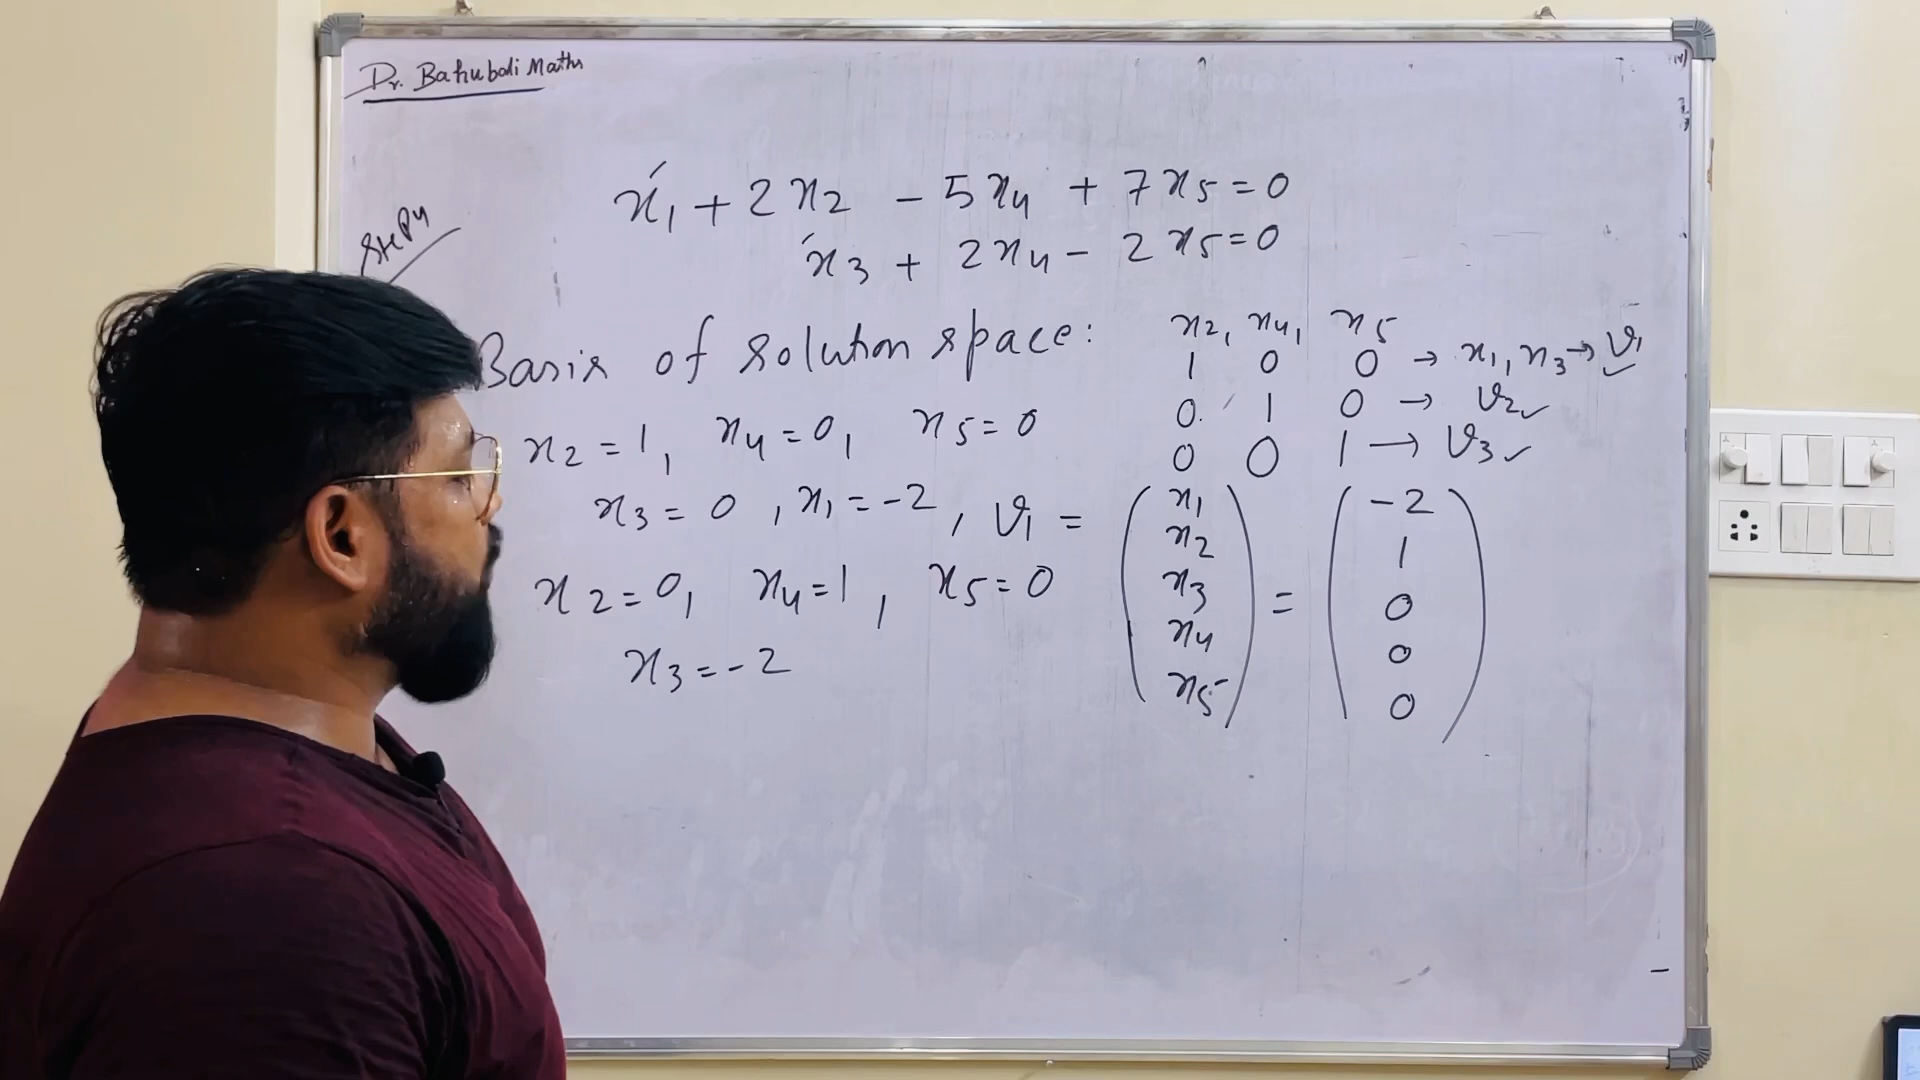 Dr. Bahubali Maths
Step 4
x1 + 2x2 - 5x4 + 7x5 = 0
x3 + 2x4 - 2x5 = 0
Basis of solution space:
x2, x4, x5
1 0 0 → x1, x3 → v1 ✓
0 1 0 → v2 ✓
0 0 1 → v3 ✓
x2 = 1, x4 = 0, x5 = 0
x3 = 0, x1 = -2, v1 = (x1 x2 x3 x4 x5) = (-2 1 0 0 0)
x2 = 0, x4 = 1, x5 = 0
x3 = -2